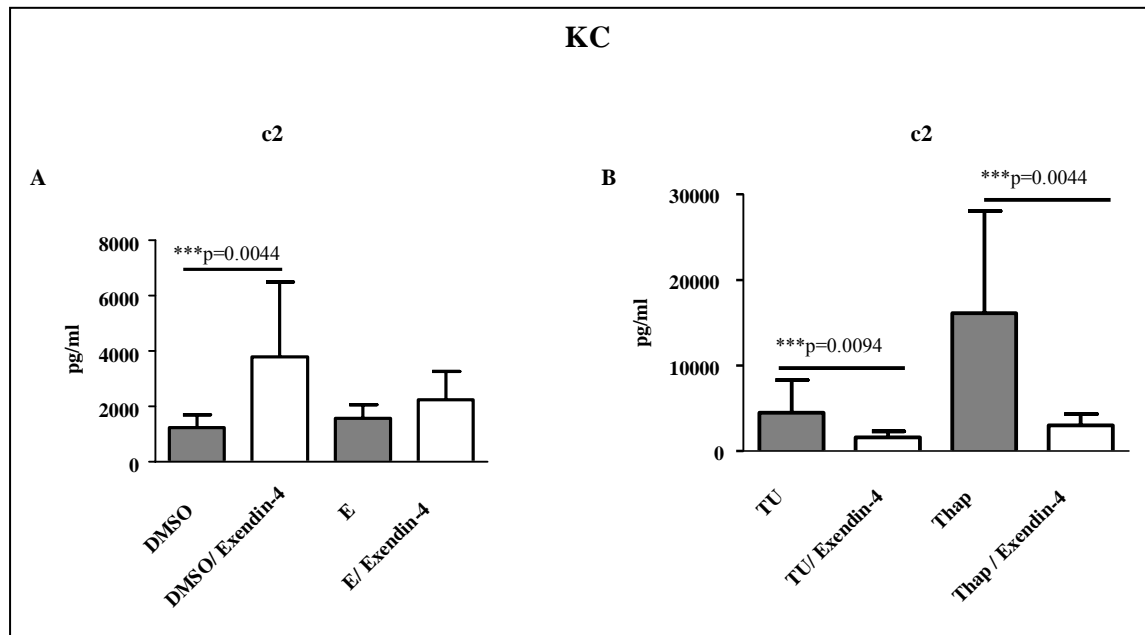 KC
c2
A
***p=0.0044
8000
6000
4000
2000
0
pg/ml
DMSO
DMSO/ Exendin-4
E
E/ Exendin-4
c2
B
***p=0.0044
***p=0.0094
30000
20000
10000
0
pg/ml
TU
TU/ Exendin-4
Thap
Thap / Exendin-4